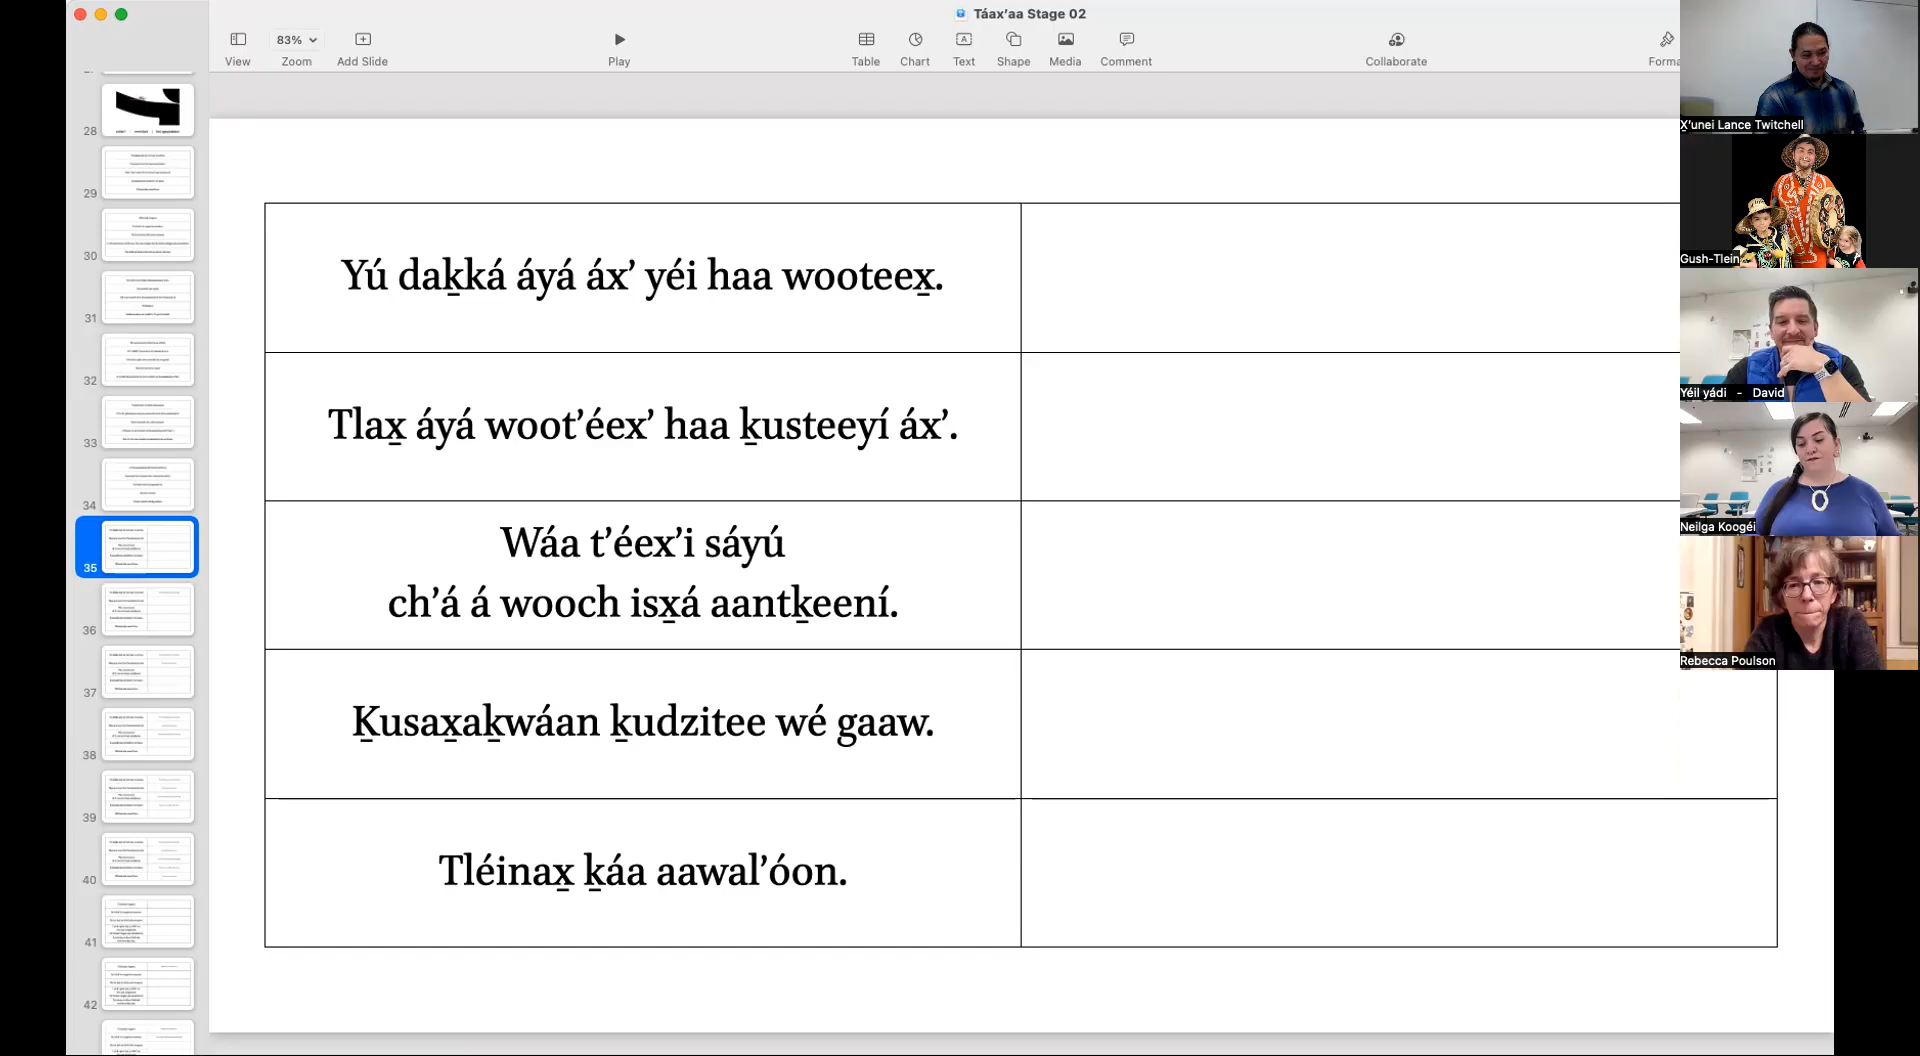 Táax’aa Stage 02
83%
View
Zoom
Add Slide
Play
Table
Chart
Text
Shape
Media
Comment
Collaborate
X̲’unei Lance Twitchell
Gush-Tlein
Yéil yádi - David
Neilga Koogéi
Rebecca Poulson
28
29
30
31
32
33
34
35
36
37
38
39
40
41
42
Yú dak̲ká áyá áx’ yéi haa wooteex̲.
Tlax̲ áyá woot’éex’ haa k̲usteeyí áx’.
Wáa t’éex’i sáyú
ch’á á wooch isx̲á aantk̲eení.
K̲usax̲ak̲wáan k̲udzitee wé gaaw.
Tléinax̲ k̲áa aawal’óon.